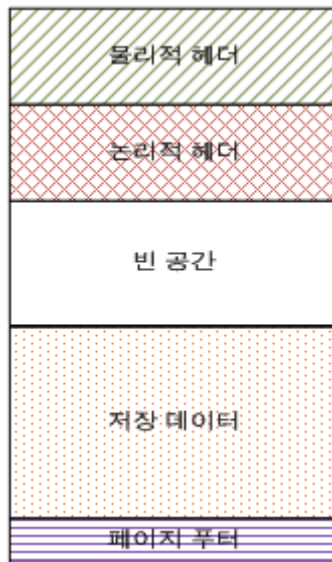 물리적 헤더
논리적 헤더
빈 공간
저장 데이터
페이지 푸터